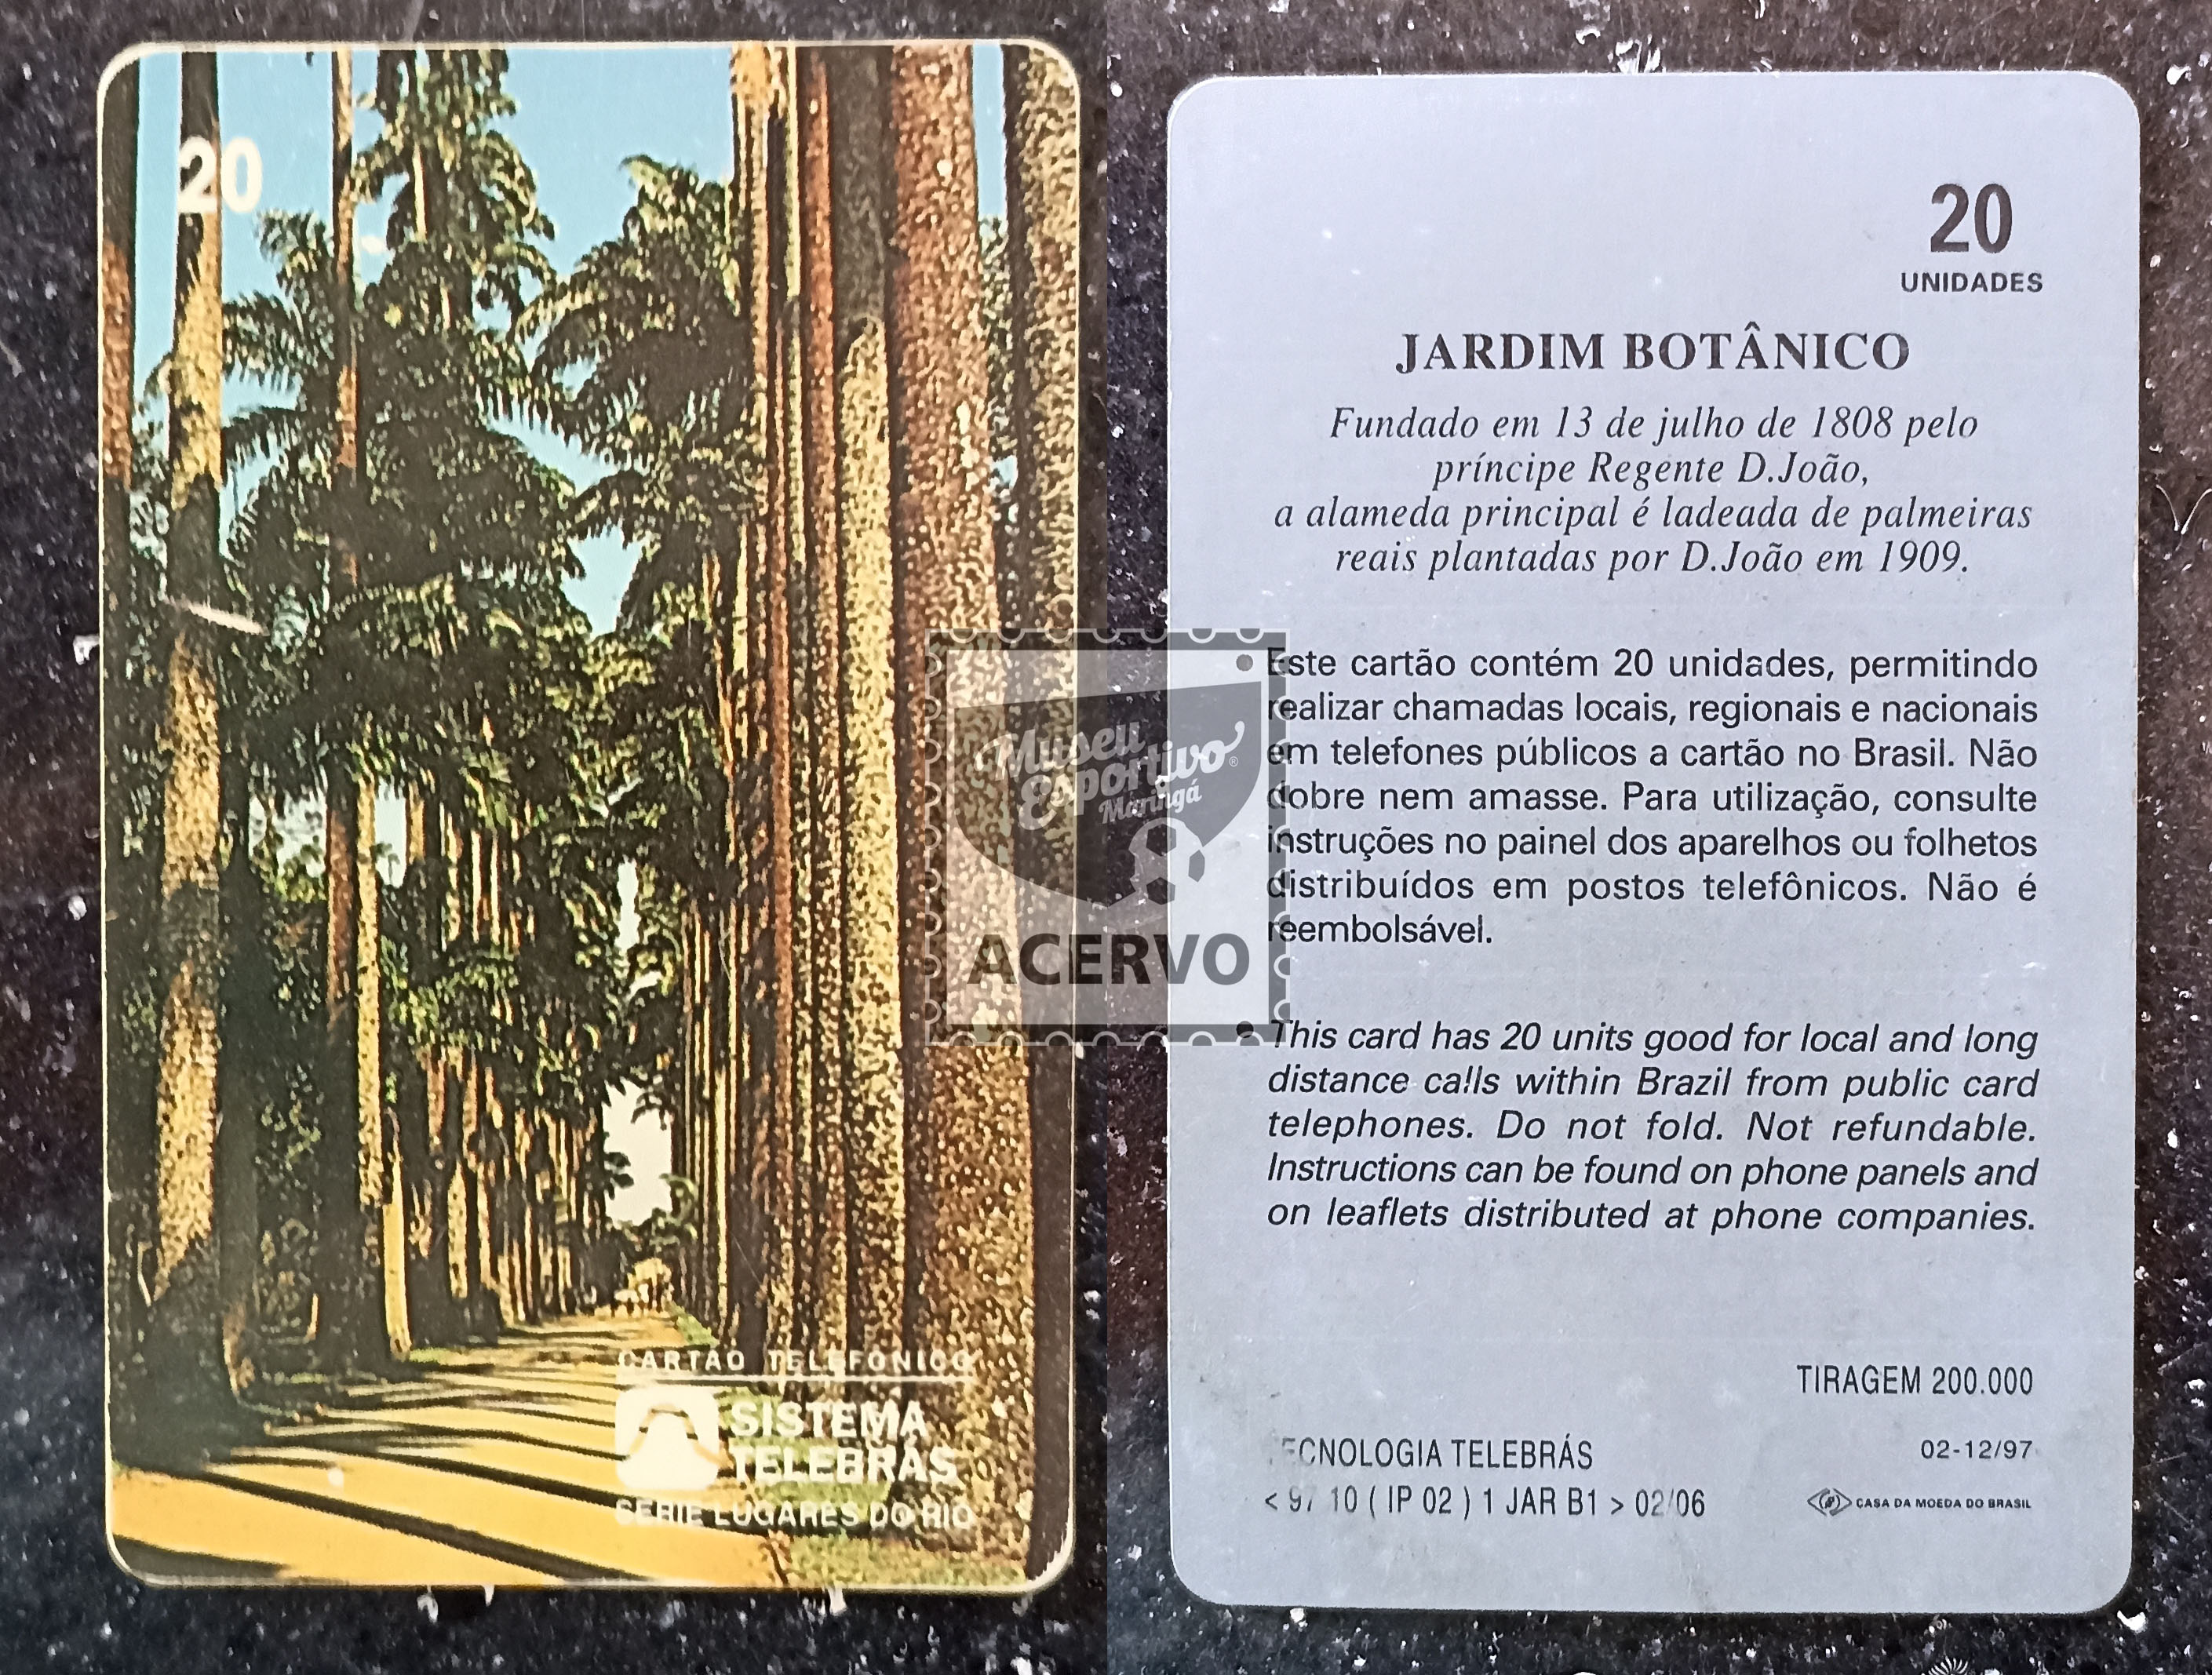 20
CARTÃO TELEFÔNICO
SISTEMA
TELEBRÁS
SÉRIE LUGARES DO RIO
20
UNIDADES
JARDIM BOTÂNICO
Fundado em 13 de julho de 1808 pelo
príncipe Regente D.João,
a alameda principal é ladeada de palmeiras
reais plantadas por D.João em 1909.
• Este cartão contém 20 unidades, permitindo
realizar chamadas locais, regionais e nacionais
em telefones públicos a cartão no Brasil. Não
dobre nem amasse. Para utilização, consulte
instruções no painel dos aparelhos ou folhetos
distribuídos em postos telefônicos. Não é
reembolsável.
• This card has 20 units good for local and long
distance calls within Brazil from public card
telephones. Do not fold. Not refundable.
Instructions can be found on phone panels and
on leaflets distributed at phone companies.
TIRAGEM 200.000
TECNOLOGIA TELEBRÁS
02-12/97
< 97 10 ( IP 02 ) 1 JAR B1 > 02/06
CASA DA MOEDA DO BRASIL
Museu
Esportivo®
Maringá
ACERVO